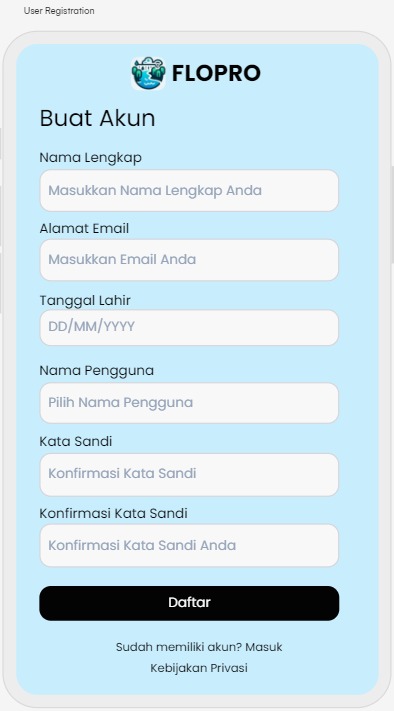 User Registration
FLOPRO
Buat Akun
Nama Lengkap
Masukkan Nama Lengkap Anda
Alamat Email
Masukkan Email Anda
Tanggal Lahir
DD/MM/YYYY
Nama Pengguna
Pilih Nama Pengguna
Kata Sandi
Konfirmasi Kata Sandi
Konfirmasi Kata Sandi
Konfirmasi Kata Sandi Anda
Daftar
Sudah memiliki akun? Masuk
Kebijakan Privasi